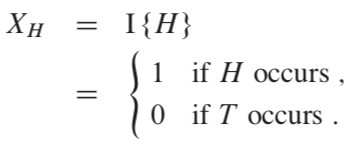 X_H = I{H}
= { 1 if H occurs ,
0 if T occurs .